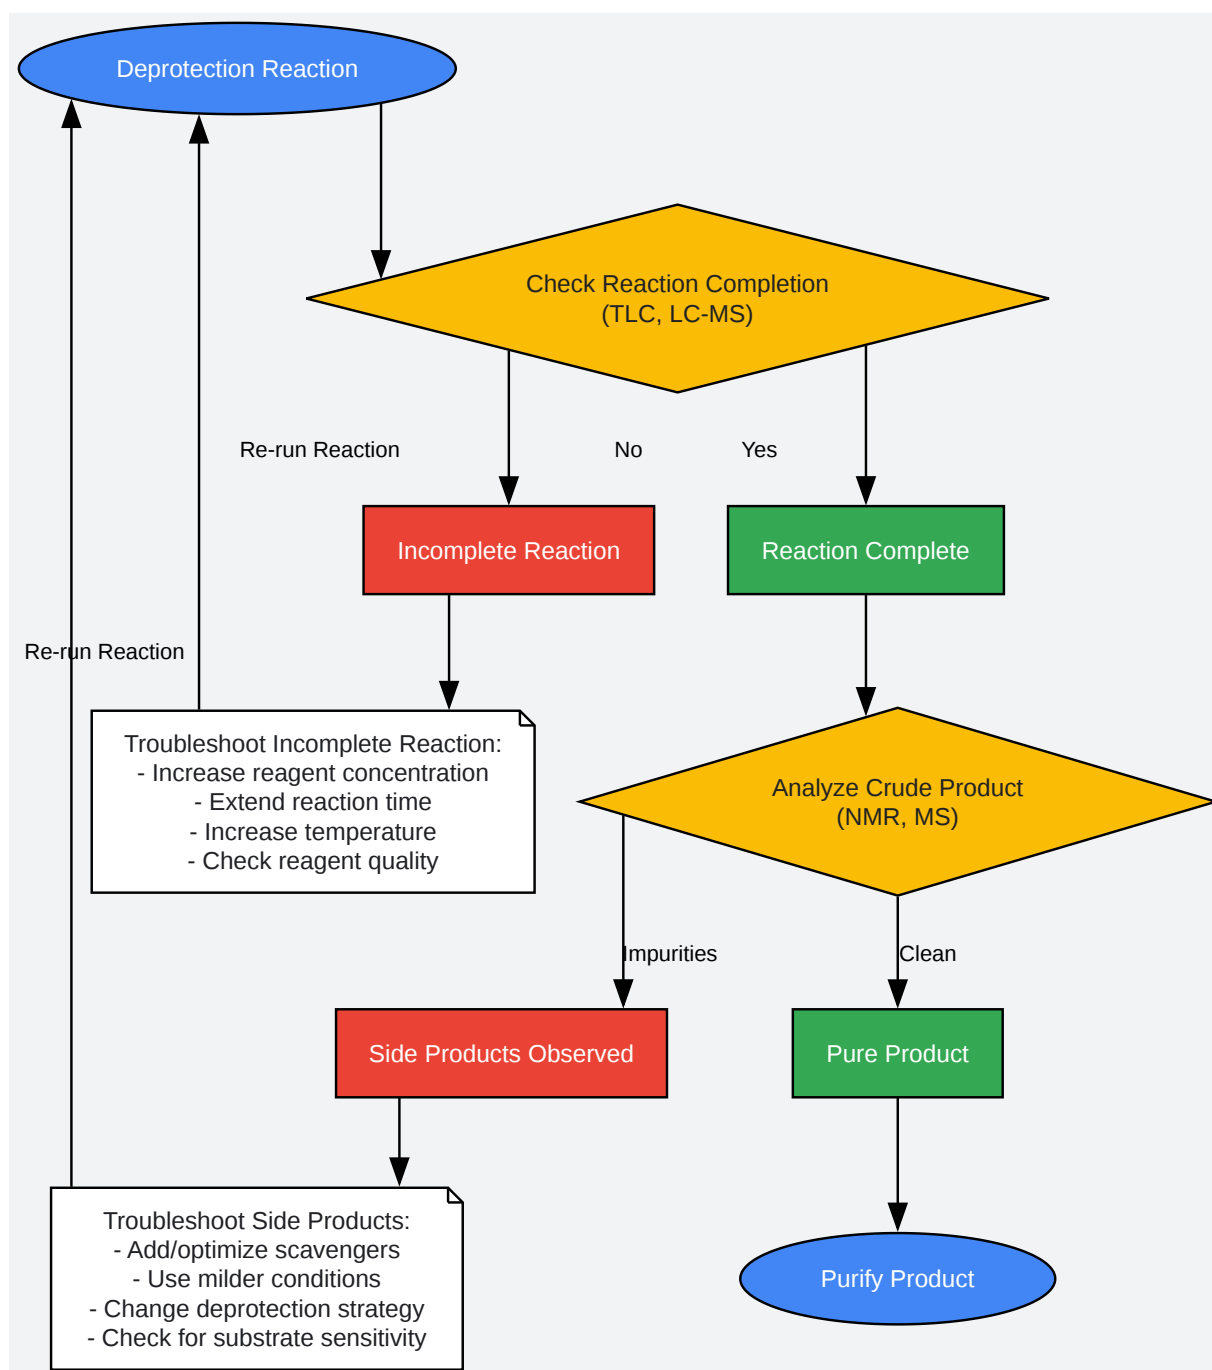 Deprotection Reaction
Check Reaction Completion
(TLC, LC-MS)
Re-run Reaction
No
Yes
Incomplete Reaction
Reaction Complete
Re-run Reaction
Troubleshoot Incomplete Reaction:
- Increase reagent concentration
- Extend reaction time
- Increase temperature
- Check reagent quality
Analyze Crude Product
(NMR, MS)
Impurities
Clean
Side Products Observed
Pure Product
Troubleshoot Side Products:
- Add/optimize scavengers
- Use milder conditions
- Change deprotection strategy
- Check for substrate sensitivity
Purify Product